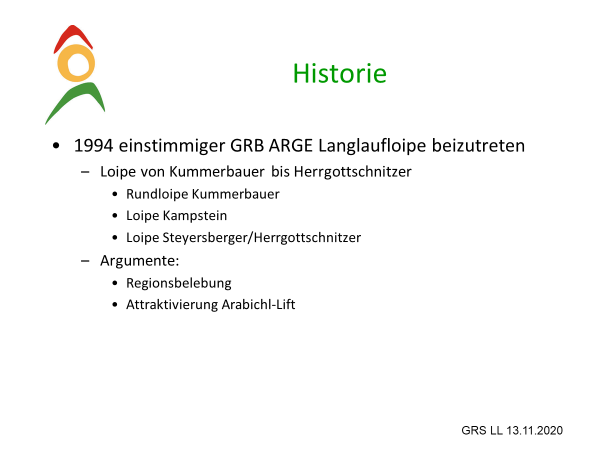 Historie
• 1994 einstimmiger GRB ARGE Langlaufloipe beizutreten
– Loipe von Kummerbauer bis Herrgottschnitzer
• Rundloipe Kummerbauer
• Loipe Kampstein
• Loipe Steyersberger/Herrgottschnitzer
– Argumente:
• Regionsbelebung
• Attraktivierung Arabichl-Lift
GRS LL 13.11.2020